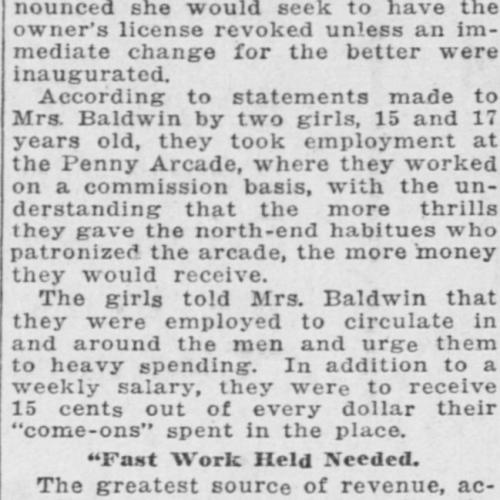 nounced she would seek to have the
owner's license revoked unless an im-
mediate change for the better were
inaugurated.
According to statements made to
Mrs. Baldwin by two girls, 15 and 17
years old, they took employment at
the Penny Arcade, where they worked
on a commission basis, with the un-
derstanding that the more thrills
they gave the north-end habitues who
patronized the arcade, the more money
they would receive.
The girls told Mrs. Baldwin that
they were employed to circulate in
and around the men and urge them
to heavy spending. In addition to a
weekly salary, they were to receive
15 cents out of every dollar their
"come-ons" spent in the place.
"Fast Work Held Needed.
The greatest source of revenue, ac-